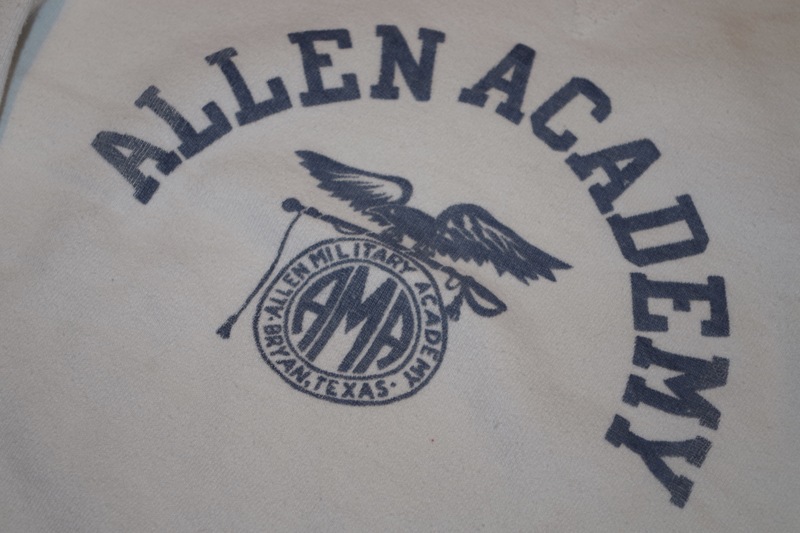 ALLEN ACADEMY
ALLEN MILITARY ACADEMY
AMA
· BRYAN, TEXAS ·